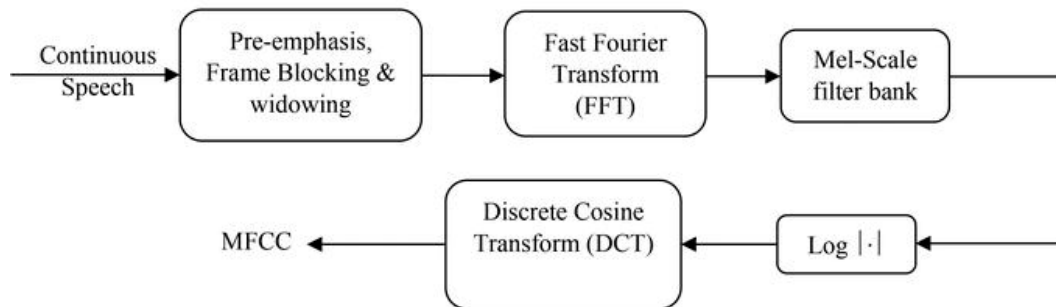 Continuous
Speech
Pre-emphasis,
Frame Blocking &
widowing
Fast Fourier
Transform
(FFT)
Mel-Scale
filter bank
MFCC
Discrete Cosine
Transform (DCT)
Log |·|